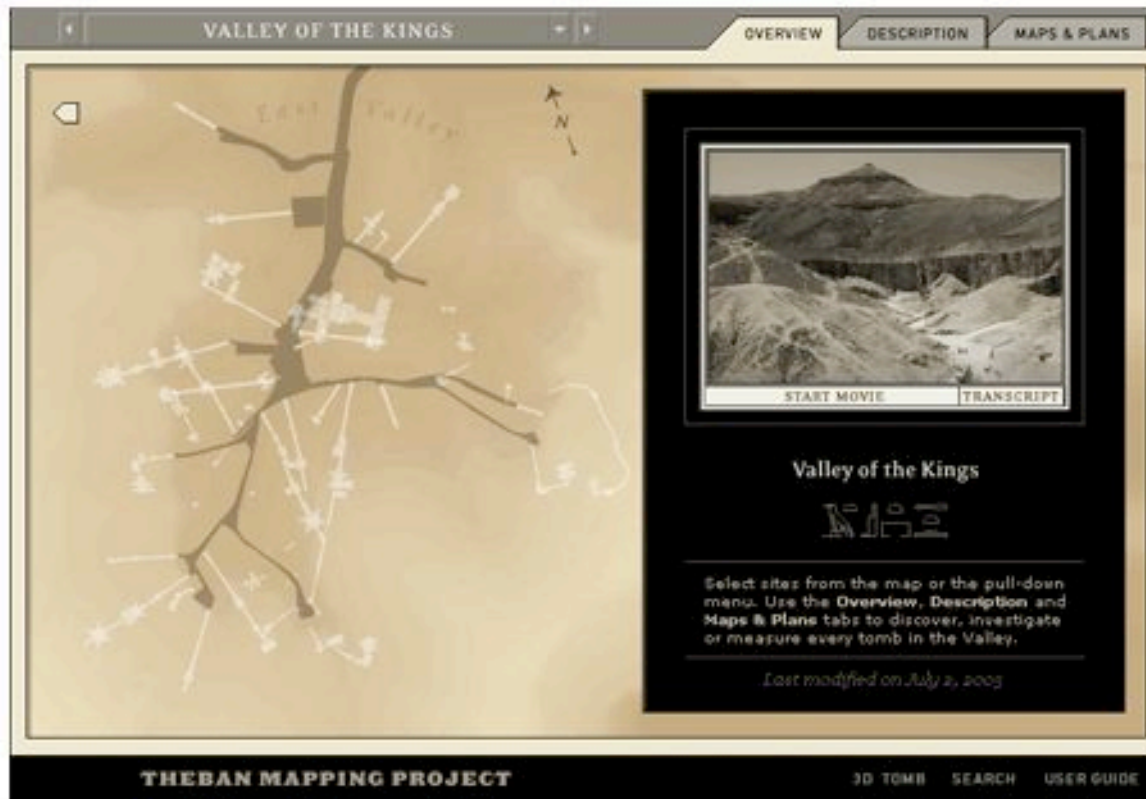 VALLEY OF THE KINGS
OVERVIEW
DESCRIPTION
MAPS & PLANS
East Valley
N
START MOVIE
TRANSCRIPT
Valley of the Kings
Select sites from the map or the pull-down
menu. Use the Overview, Description and
Maps & Plans tabs to discover, investigate
or measure every tomb in the Valley.
Last modified on July 2, 2003
THEBAN MAPPING PROJECT
3D TOMB
SEARCH
USER GUIDE